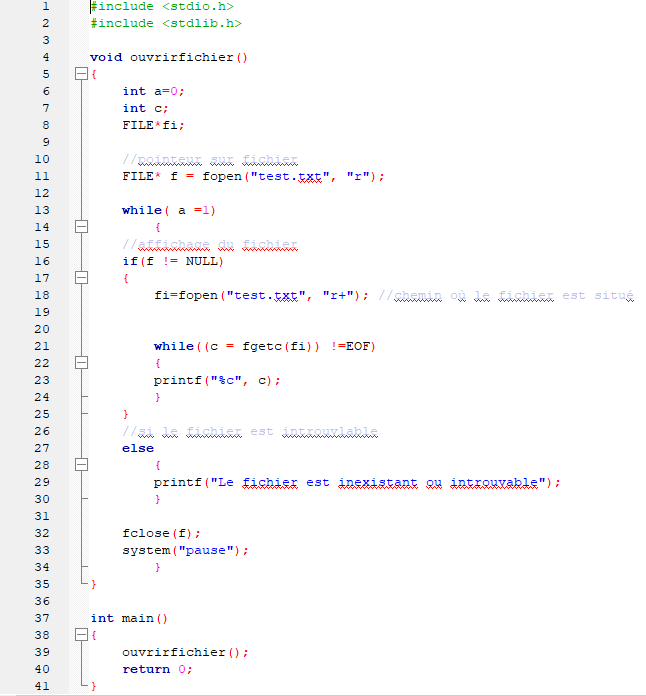 1 #include <stdio.h>
2 #include <stdlib.h>
3
4 void ouvrirfichier()
5 {
6 int a=0;
7 int c;
8 FILE*fi;
9
10 //pointeur sur fichier
11 FILE* f = fopen("test.txt", "r");
12
13 while( a =1)
14 {
15 //affichage du fichier
16 if(f != NULL)
17 {
18 fi=fopen("test.txt", "r+"); //chemin où le fichier est situé
19
20
21 while((c = fgetc(fi)) !=EOF)
22 {
23 printf("%c", c);
24 }
25 }
26 //si le fichier est introuvlable
27 else
28 {
29 printf("Le fichier est inexistant ou introuvable");
30 }
31
32 fclose(f);
33 system("pause");
34 }
35 }
36
37 int main()
38 {
39 ouvrirfichier();
40 return 0;
41 }